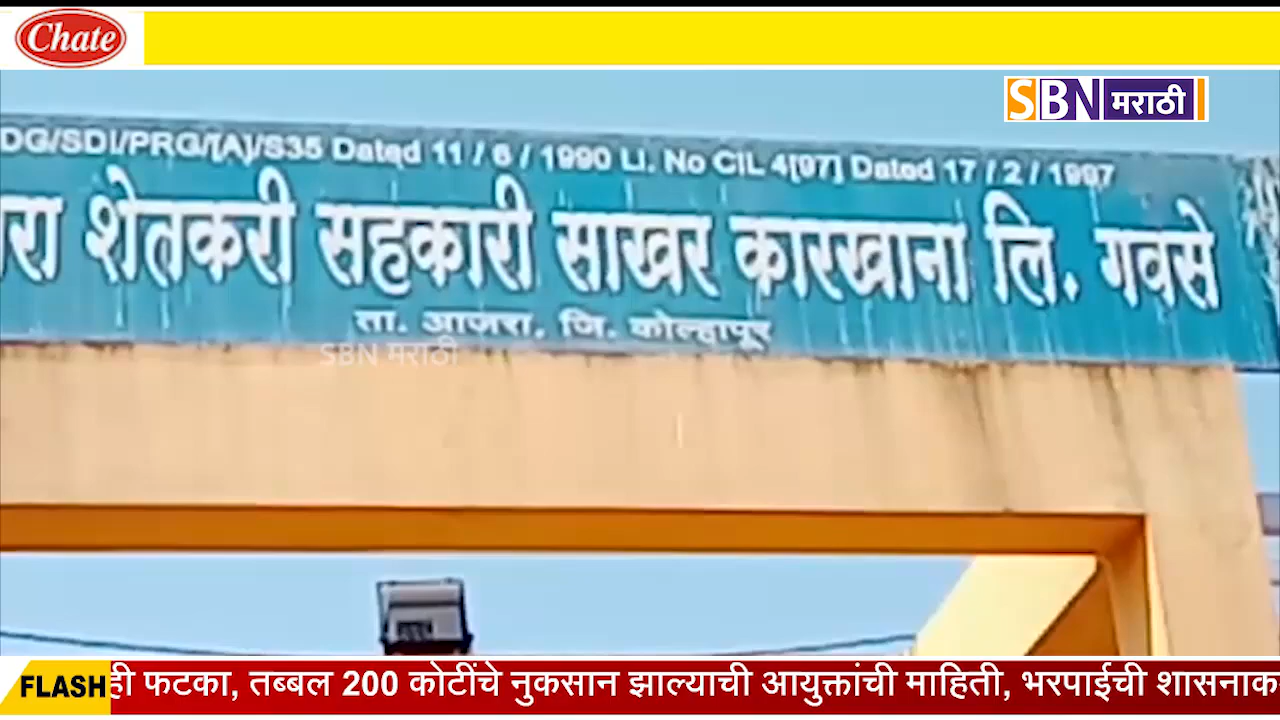 Chate
SBN मराठी
DG/SDI/PRG/[A]/S35 Dated 11 / 6 / 1990 LI. No CIL 4[97] Dated 17 / 2 / 1997
रा शेतकरी सहकारी साखर कारखाना लि. गवसे
ता. आजरा. जि. कोल्हापूर
SBN मराठी
FLASH ही फटका, तब्बल 200 कोटींचे नुकसान झाल्याची आयुक्तांची माहिती, भरपाईची शासनाक